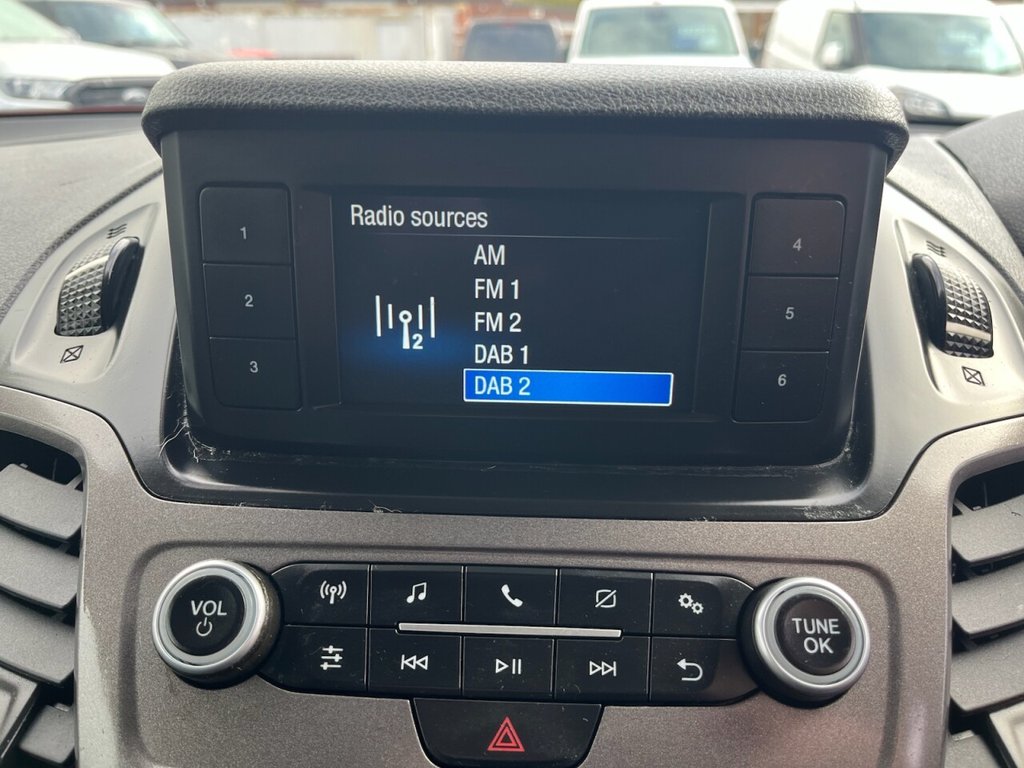 Radio sources
AM
FM 1
FM 2
DAB 1
DAB 2
2
1
2
3
4
5
6
VOL
TUNE
OK